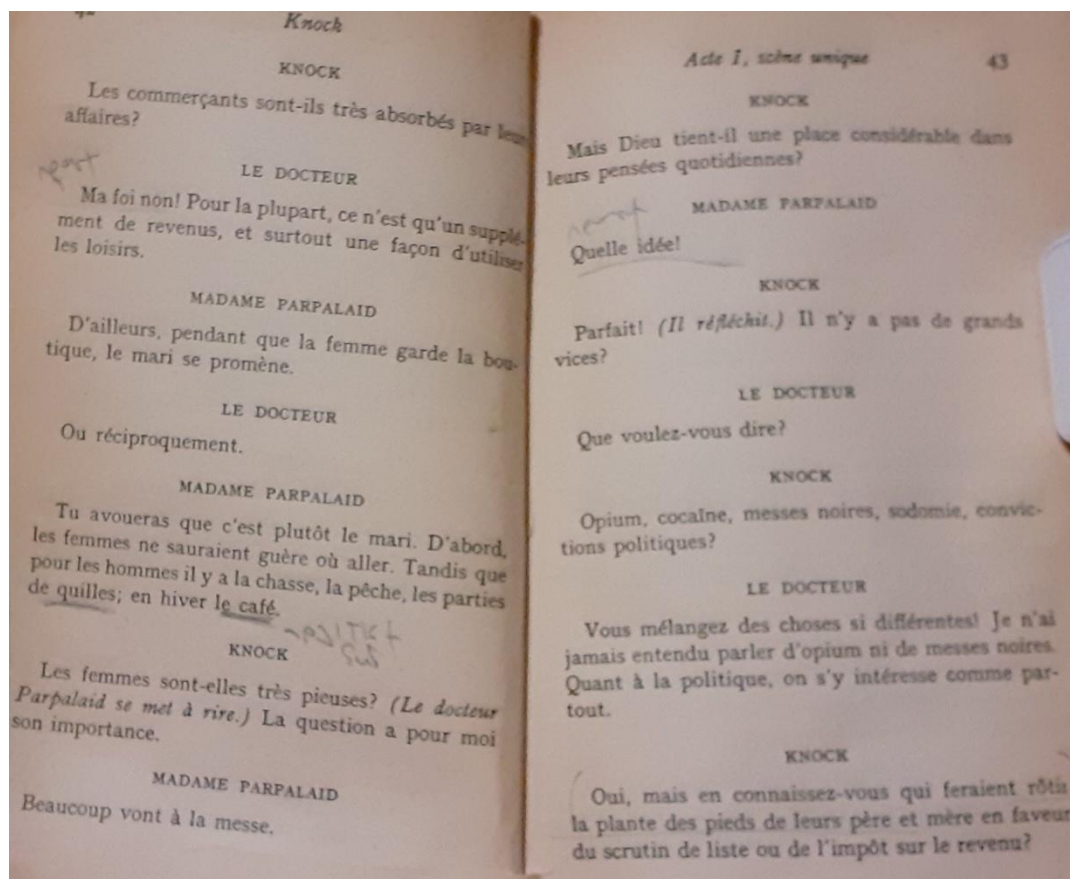 Knock
KNOCK
Les commerçants sont-ils très absorbés par leurs
affaires?
LE DOCTEUR
Ma foi non! Pour la plupart, ce n'est qu'un supplé-
ment de revenus, et surtout une façon d'utiliser
les loisirs.
MADAME PARPALAID
D'ailleurs, pendant que la femme garde la bou-
tique, le mari se promène.
LE DOCTEUR
Ou réciproquement.
MADAME PARPALAID
Tu avoueras que c'est plutôt le mari. D'abord,
les femmes ne sauraient guère où aller. Tandis que
pour les hommes il y a la chasse, la pêche, les parties
de quilles; en hiver le café.
KNOCK
Les femmes sont-elles très pieuses? (Le docteur
Parpalaid se met à rire.) La question a pour moi
son importance.
MADAME PARPALAID
Beaucoup vont à la messe.
Acte I, scène unique 43
KNOCK
Mais Dieu tient-il une place considérable dans
leurs pensées quotidiennes?
MADAME PARPALAID
Quelle idée!
KNOCK
Parfait! (Il réfléchit.) Il n'y a pas de grands
vices?
LE DOCTEUR
Que voulez-vous dire?
KNOCK
Opium, cocaïne, messes noires, sodomie, convic-
tions politiques?
LE DOCTEUR
Vous mélangez des choses si différentes! Je n'ai
jamais entendu parler d'opium ni de messes noires.
Quant à la politique, on s'y intéresse comme par-
tout.
KNOCK
Oui, mais en connaissez-vous qui feraient rôtir
la plante des pieds de leurs père et mère en faveur
du scrutin de liste ou de l'impôt sur le revenu?